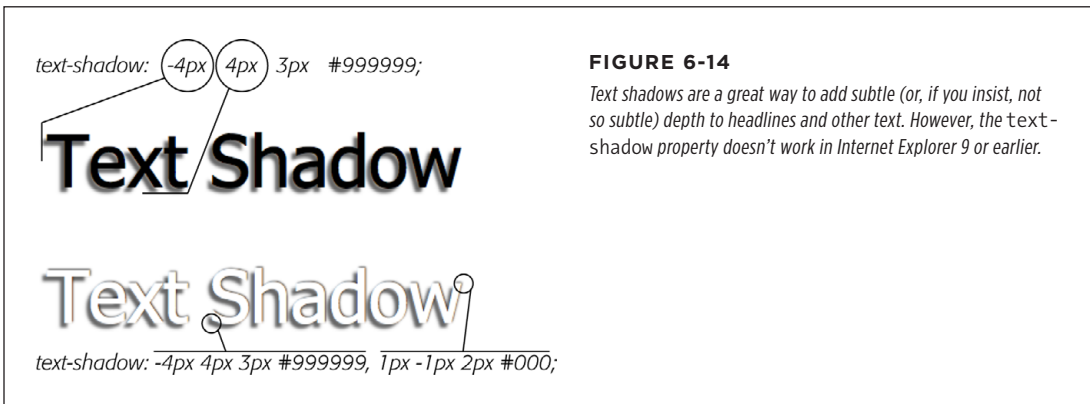 text-shadow: -4px 4px 3px #999999;
Text Shadow
Text Shadow
text-shadow: -4px 4px 3px #999999, 1px -1px 2px #000;
FIGURE 6-14
Text shadows are a great way to add subtle (or, if you insist, not
so subtle) depth to headlines and other text. However, the text-
shadow property doesn't work in Internet Explorer 9 or earlier.